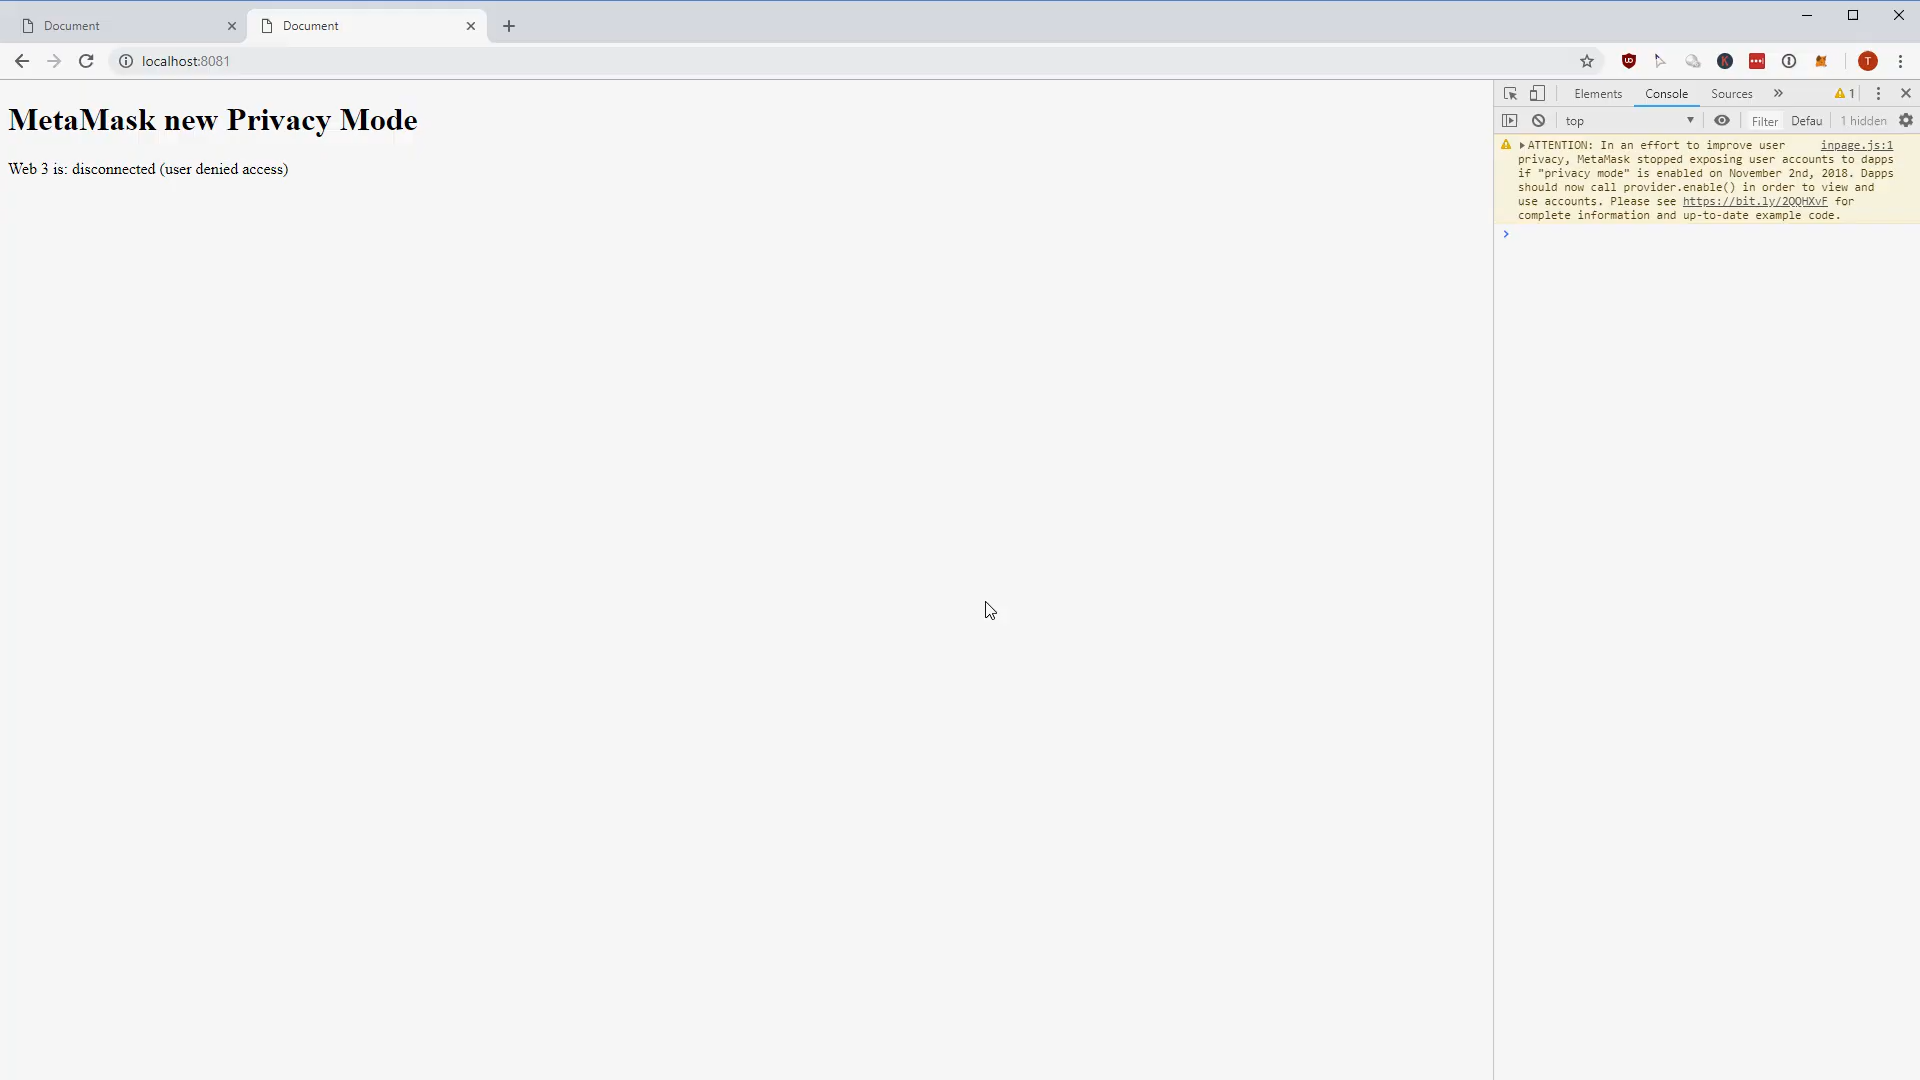 Document
Document
localhost:8081
T
MetaMask new Privacy Mode
Web 3 is: disconnected (user denied access)
Elements
Console
Sources
1
top
Filter
Defau
1 hidden
ATTENTION: In an effort to improve user
inpage.js:1
privacy, MetaMask stopped exposing user accounts to dapps
if "privacy mode" is enabled on November 2nd, 2018. Dapps
should now call provider.enable() in order to view and
use accounts. Please see https://bit.ly/2QQHXvF for
complete information and up-to-date example code.